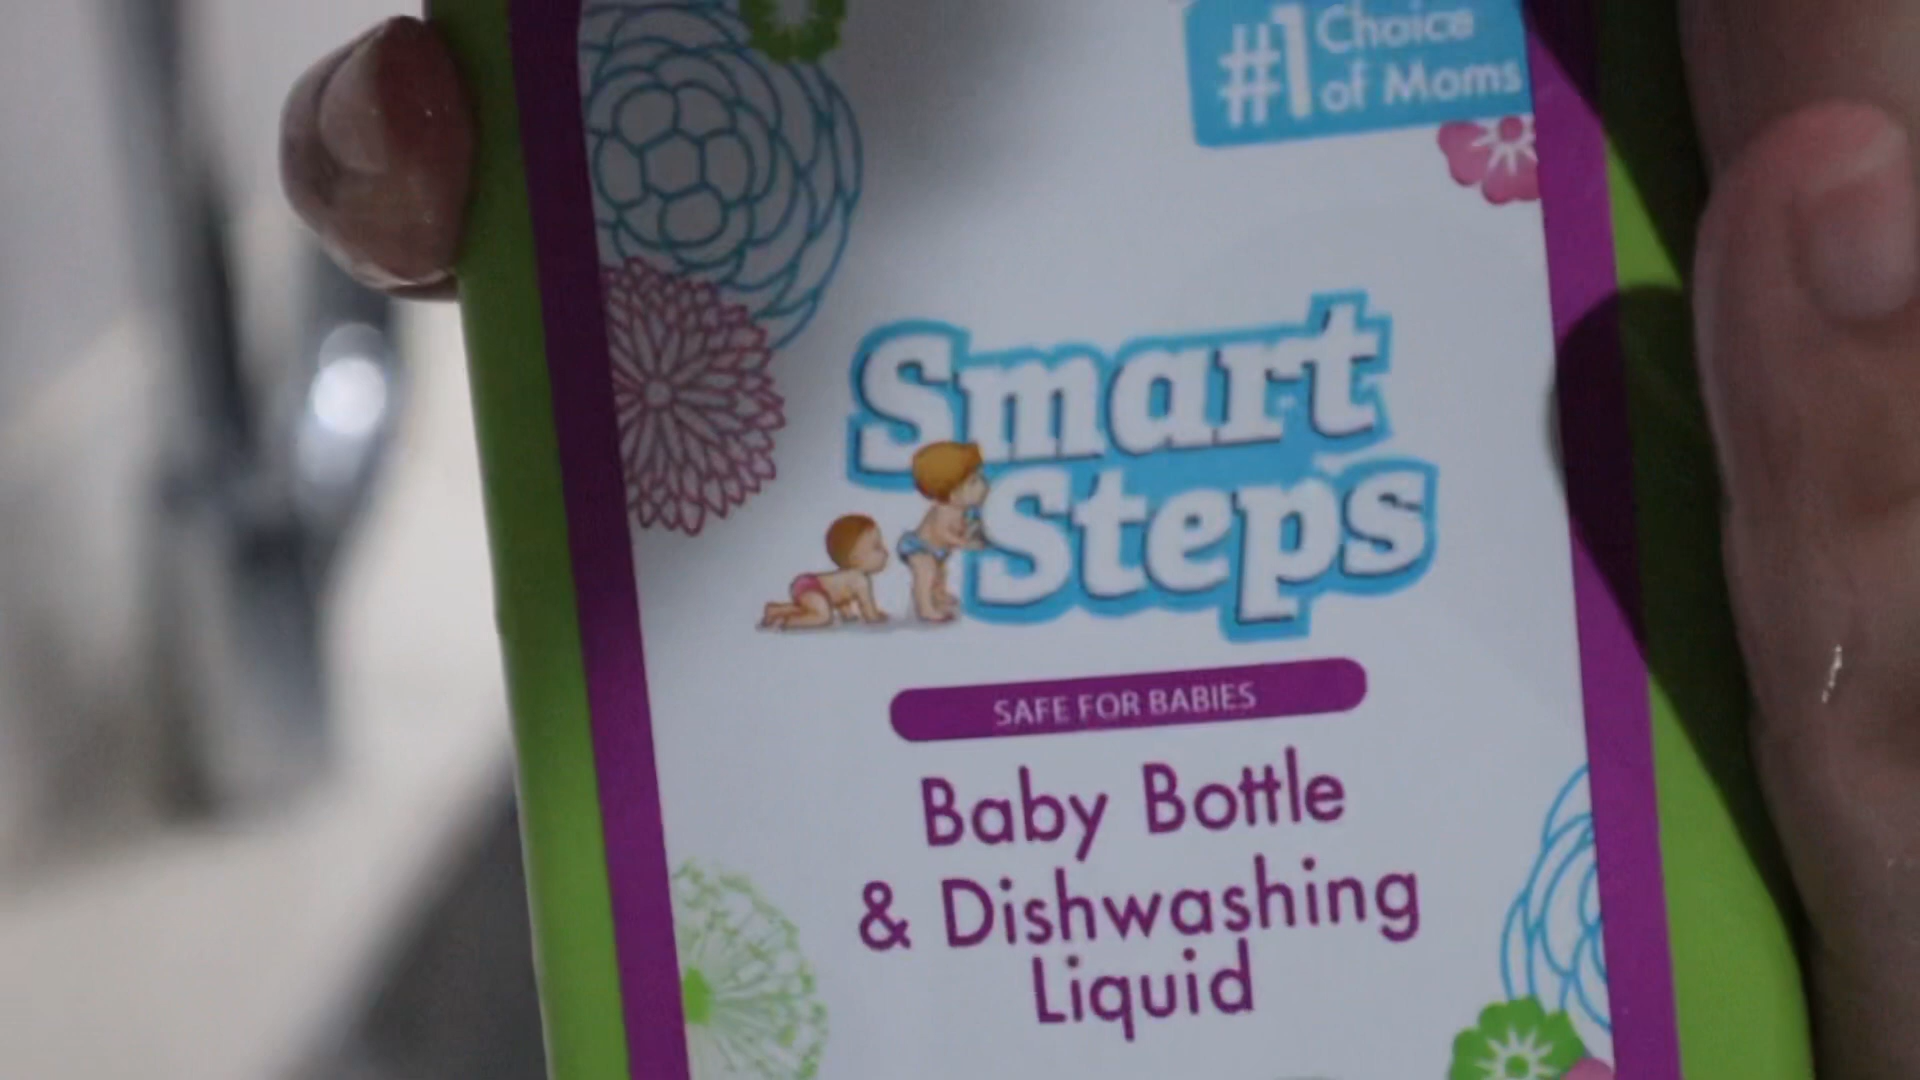 #1 Choice
of Moms
Smart
Steps
SAFE FOR BABIES
Baby Bottle
& Dishwashing
Liquid